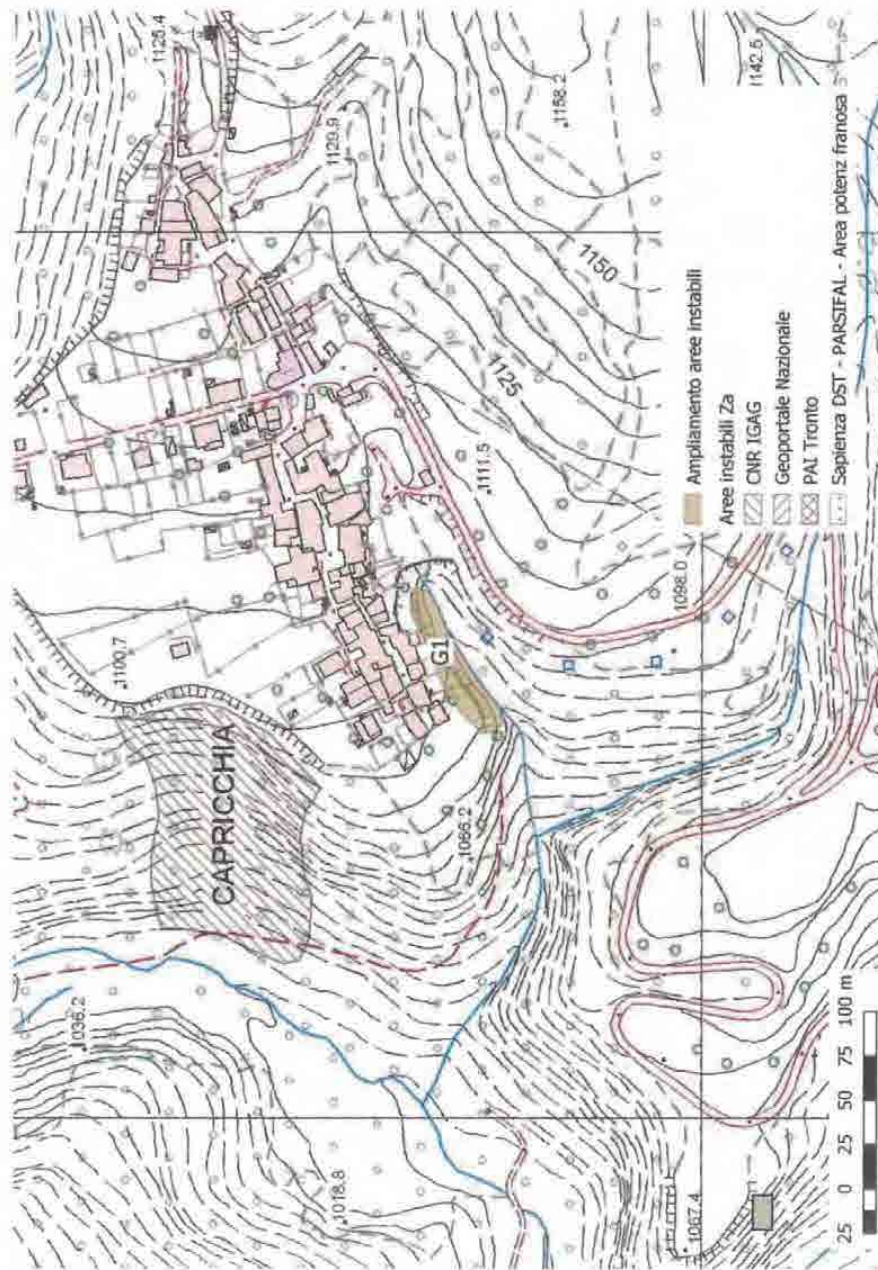 1125.4
1142.5
1158.2
1129.9
1150
1125
1111.5
1098.0
1100.7
CAPRICCHIA
G1
1066.2
1036.2
1018.8
1067.4
Ampliamento aree instabili
Aree instabili Za
CNR IGAG
Geoportale Nazionale
PAI Tronto
Sapienza DST - PARSIFAL - Area potenz franosa
25 0 25 50 75 100 m